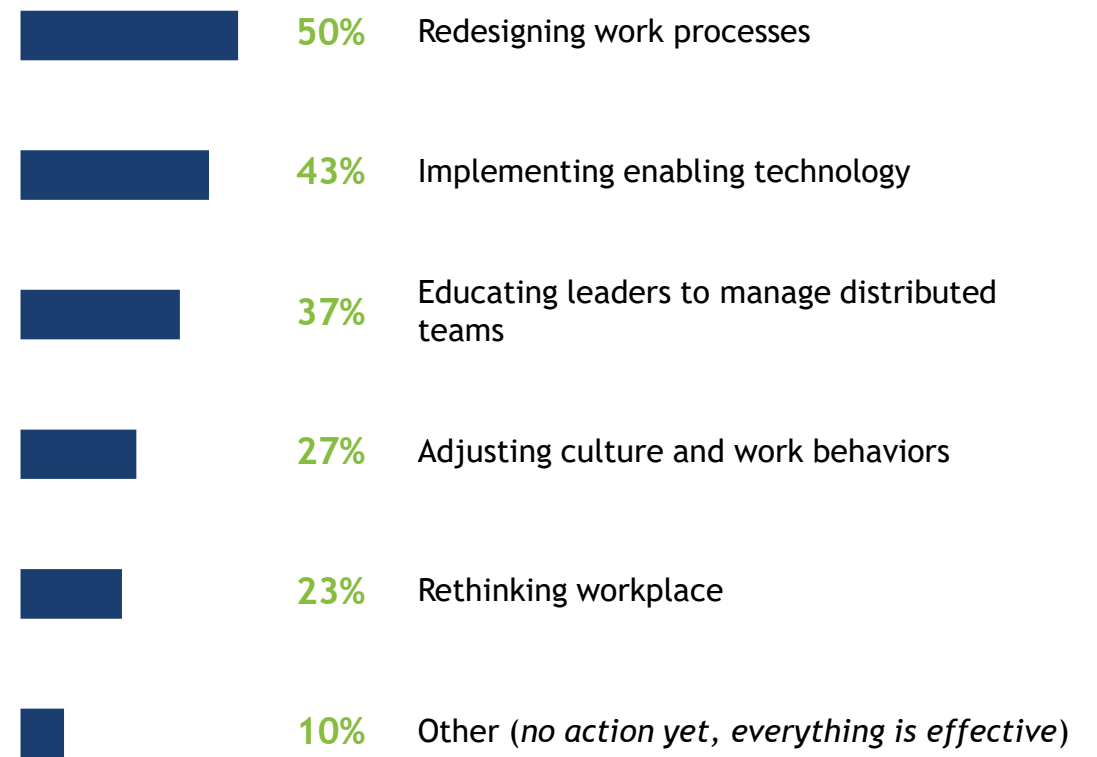 50% Redesigning work processes
43% Implementing enabling technology
37% Educating leaders to manage distributed
teams
27% Adjusting culture and work behaviors
23% Rethinking workplace
10% Other (no action yet, everything is effective)